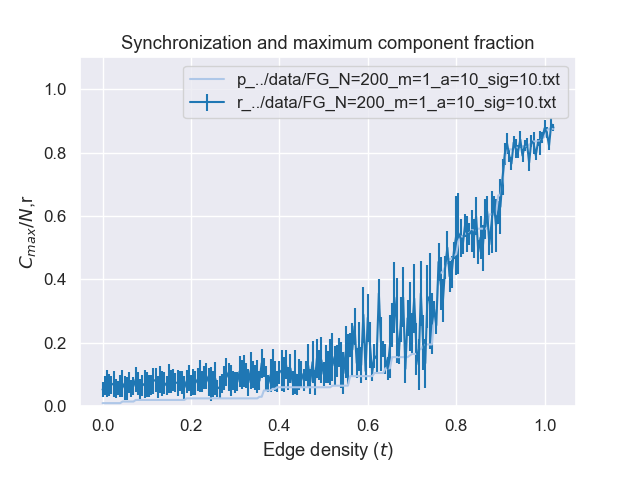 Synchronization and maximum component fraction
p_../data/FG_N=200_m=1_a=10_sig=10.txt
r_../data/FG_N=200_m=1_a=10_sig=10.txt
C_{max}/N,r
1.0
0.8
0.6
0.4
0.2
0.0
0.0 0.2 0.4 0.6 0.8 1.0
Edge density (t)